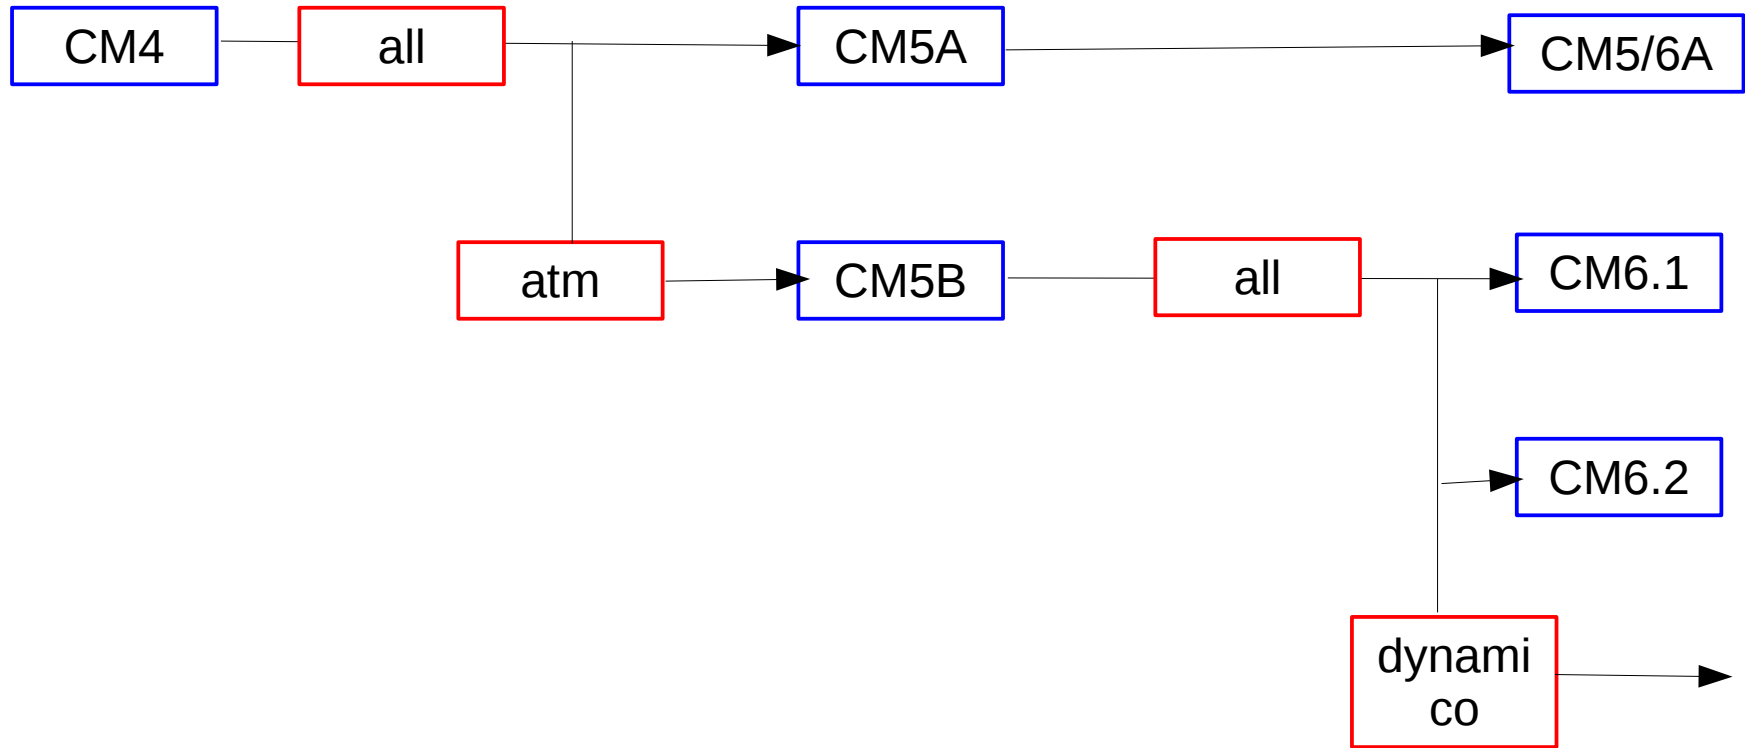 CM4
all
CM5A
CM5/6A
atm
CM5B
all
CM6.1
CM6.2
dynami
co